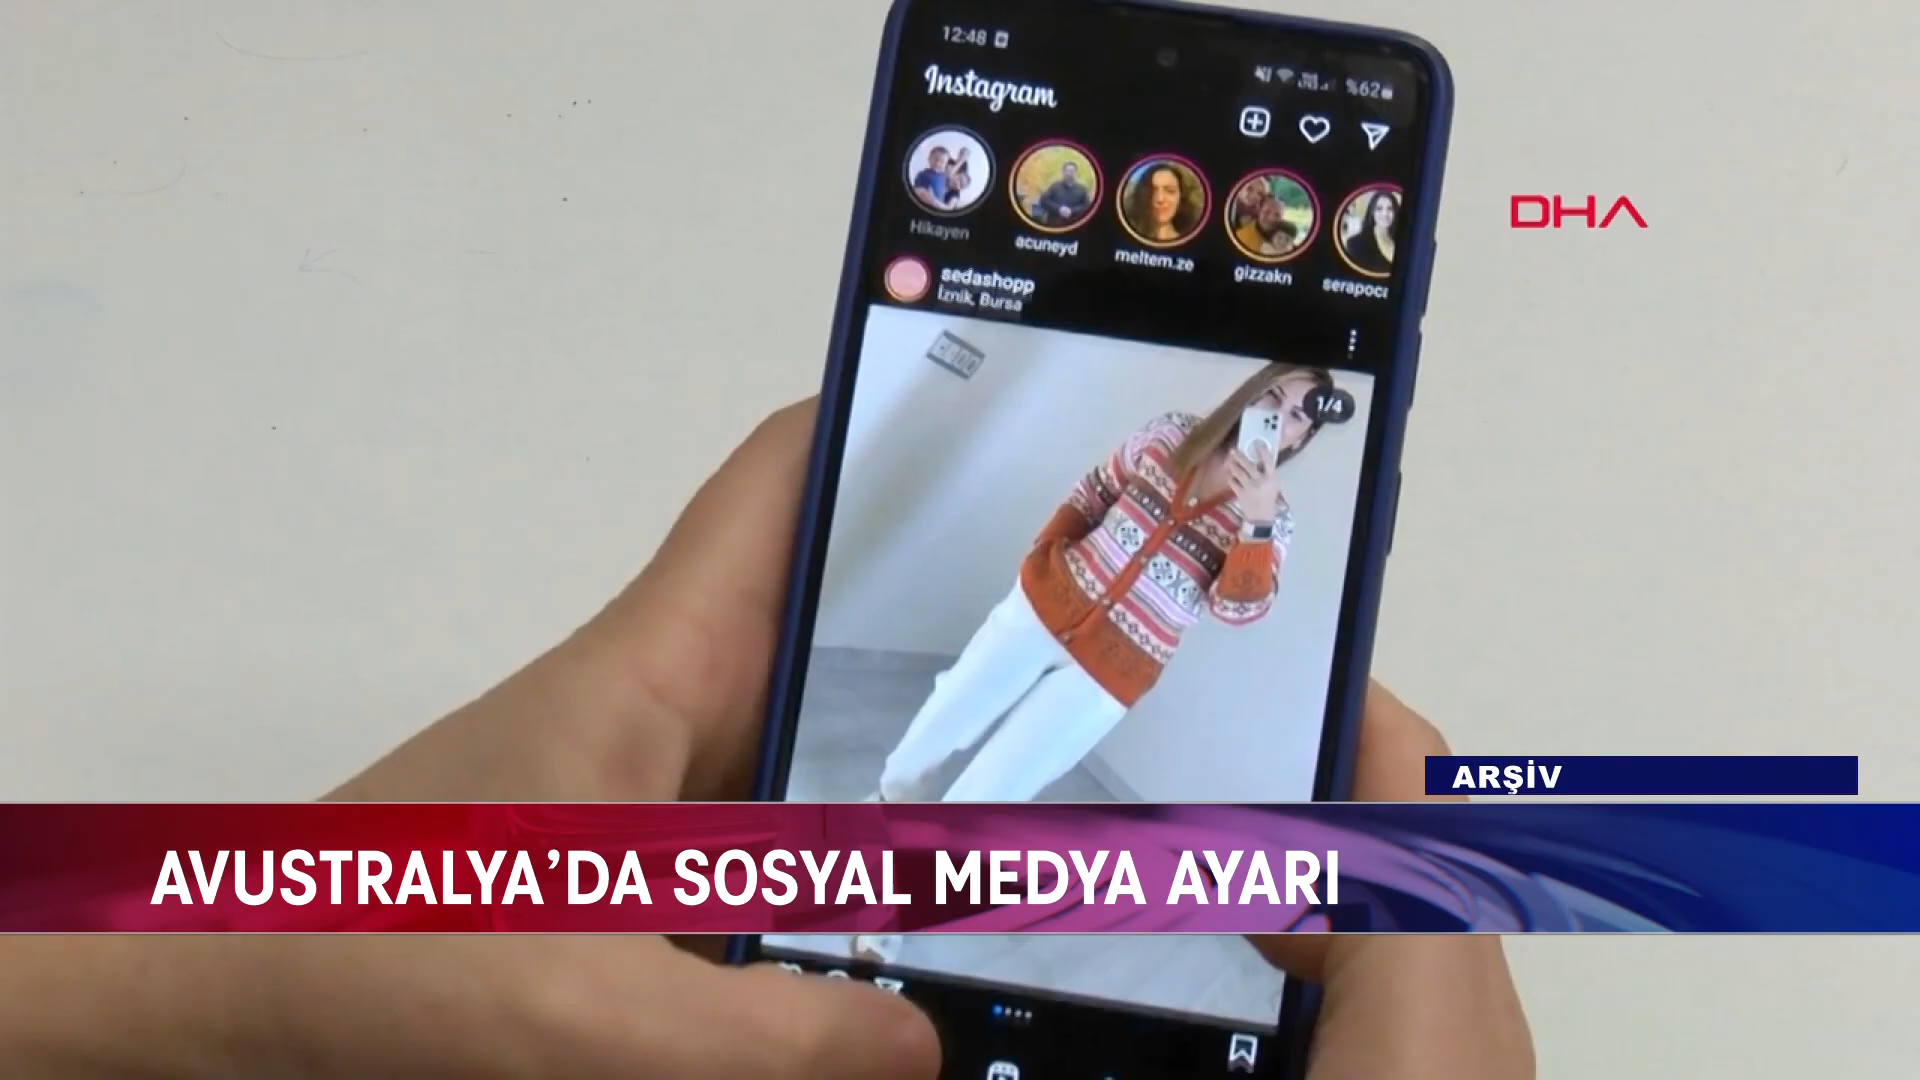 12:48
%62
Instagram
Hikayen
acuneyd
meltem.ze
gizzakn
serapoca
sedashopp
İznik, Bursa
1/4
DHA
ARŞİV
AVUSTRALYA’DA SOSYAL MEDYA AYARI